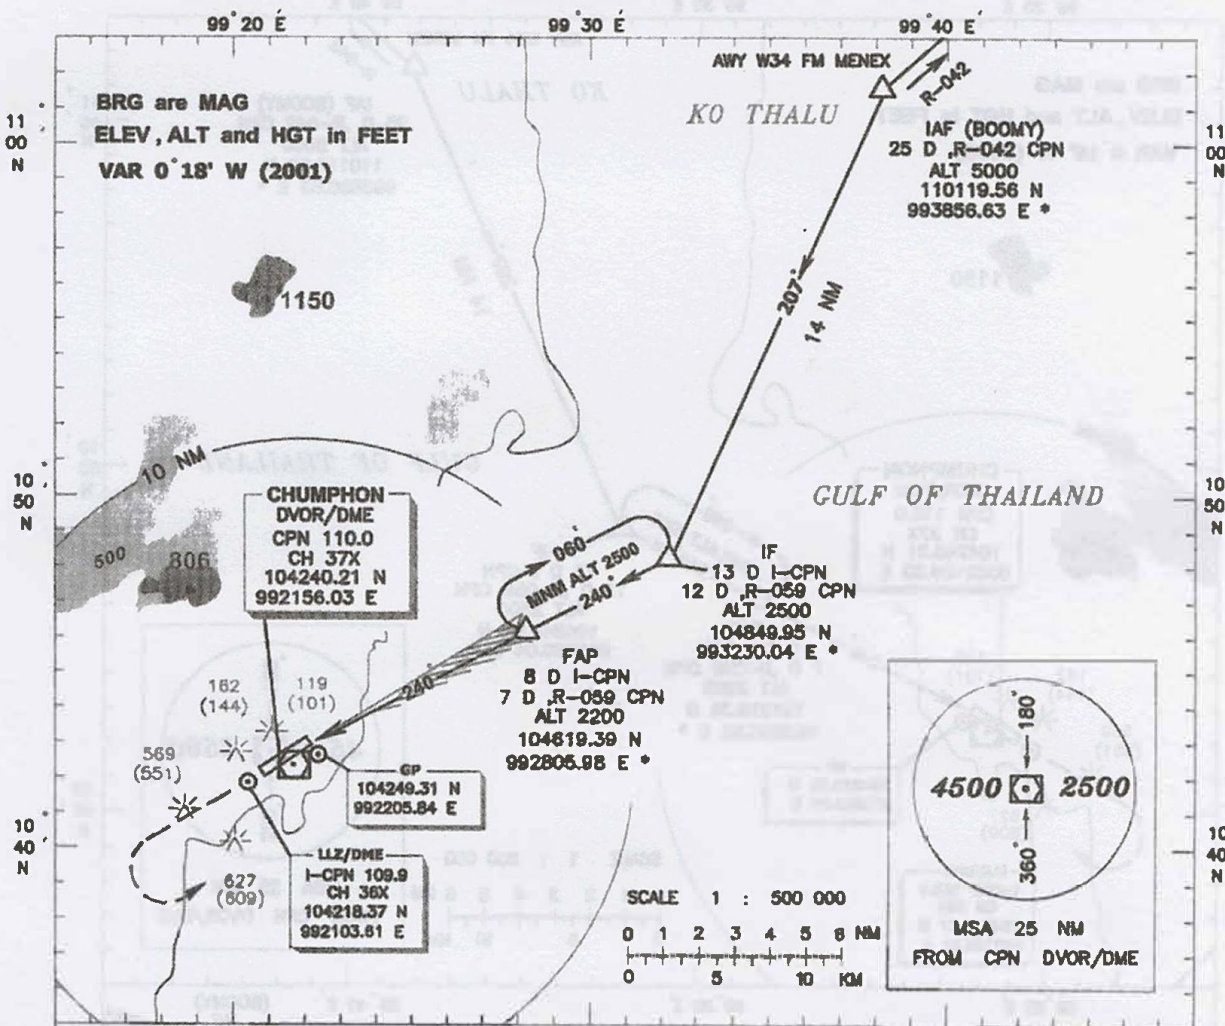 99°20 É
99°30 É
99°40 É
AWY W34 FM MENEX
R-042
BRG are MAG
ELEV, ALT and HGT in FEET
VAR 0°18' W (2001)
KO THALU
11°
00
N
11°
00
N
IAF (BOOMY)
25 D ,R-042 CPN
ALT 5000
110119.56 N
993856.63 E *
1150
207°
14 NM
10 NM
GULF OF THAILAND
10°
50
N
10°
50
N
CHUMPHON
DVOR/DME
CPN 110.0
CH 37X
104240.21 N
992156.03 E
500
806
060°
MNM ALT 2500
240°
IF
13 D I-CPN
12 D ,R-059 CPN
ALT 2500
104849.95 N
993230.04 E *
FAP
8 D I-CPN
7 D ,R-059 CPN
ALT 2200
104619.39 N
992805.98 E *
240°
162
(144)
119
(101)
569
(551)
GP
104249.31 N
992205.84 E
180°
4500
2500
360°
MSA 25 NM
FROM CPN DVOR/DME
10°
40
N
10°
40
N
627
(609)
LLZ/DME
I-CPN 109.9
CH 36X
104218.37 N
992103.61 E
SCALE 1 : 500 000
0 1 2 3 4 5 6 NM
0 5 10 KM